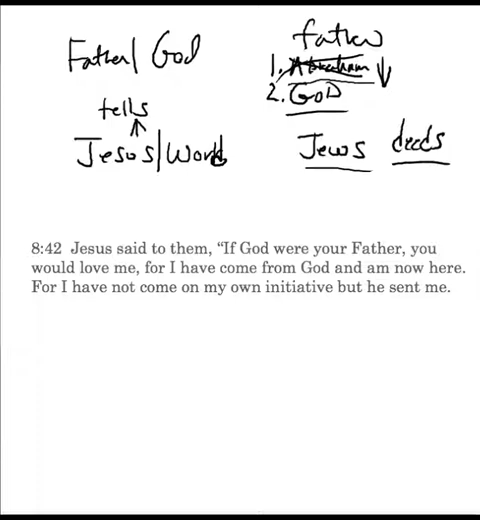 Father/ God
tells
Jesus/Word
father
1. Abraham
2. GOD
Jews deeds
8:42 Jesus said to them, “If God were your Father, you
would love me, for I have come from God and am now here.
For I have not come on my own initiative but he sent me.